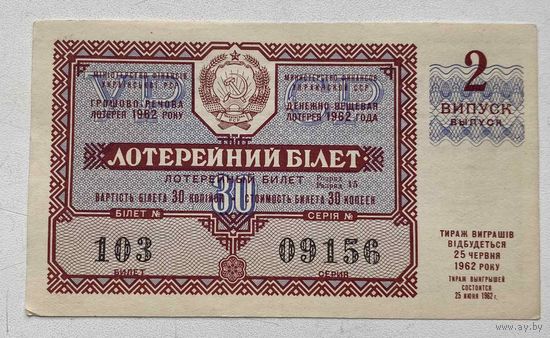 МІНІСТЕРСТВО ФІНАНСІВ
УКРАЇНСЬКОЇ РСР
ГРОШОВО-РЕЧОВА
ЛОТЕРЕЯ 1962 РОКУ
МИНИСТЕРСТВО ФИНАНСОВ
УКРАИНСКОЙ ССР
ДЕНЕЖНО-ВЕЩЕВАЯ
ЛОТЕРЕЯ 1962 ГОДА
2
ВИПУСК
ВЫПУСК
ЛОТЕРЕЙНИЙ БІЛЕТ
ЛОТЕРЕЙНЫЙ БИЛЕТ
Розряд
Разряд 15
ВАРТІСТЬ БІЛЕТА 30 КОПІЙОК
30
СТОИМОСТЬ БИЛЕТА 30 КОПЕЕК
БІЛЕТ №
СЕРІЯ №
103
09156
БИЛЕТ
СЕРИЯ
ТИРАЖ ВИГРАШІВ
ВІДБУДЕТЬСЯ
25 ЧЕРВНЯ
1962 РОКУ
ТИРАЖ ВЫИГРЫШЕЙ
СОСТОИТСЯ
25 ИЮНЯ 1962 г.
www.ay.by